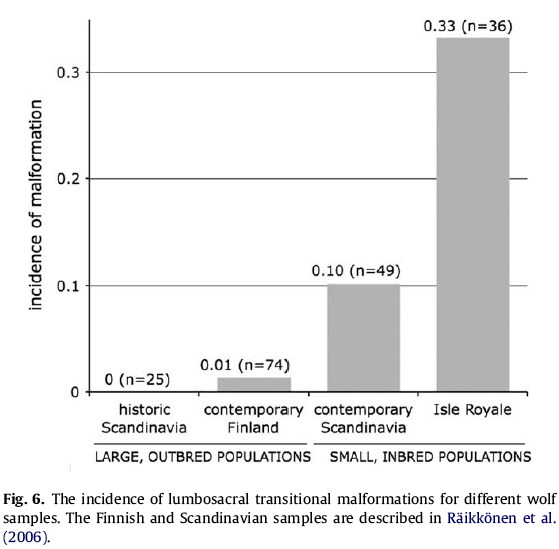 0.33 (n=36)
0.3
incidence of malformation
0.2
0.10 (n=49)
0.1
0.01 (n=74)
0 (n=25)
0
historic Scandinavia
contemporary Finland
contemporary Scandinavia
Isle Royale
LARGE, OUTBRED POPULATIONS
SMALL, INBRED POPULATIONS
Fig. 6. The incidence of lumbosacral transitional malformations for different wolf
samples. The Finnish and Scandinavian samples are described in Räikkönen et al.
(2006).